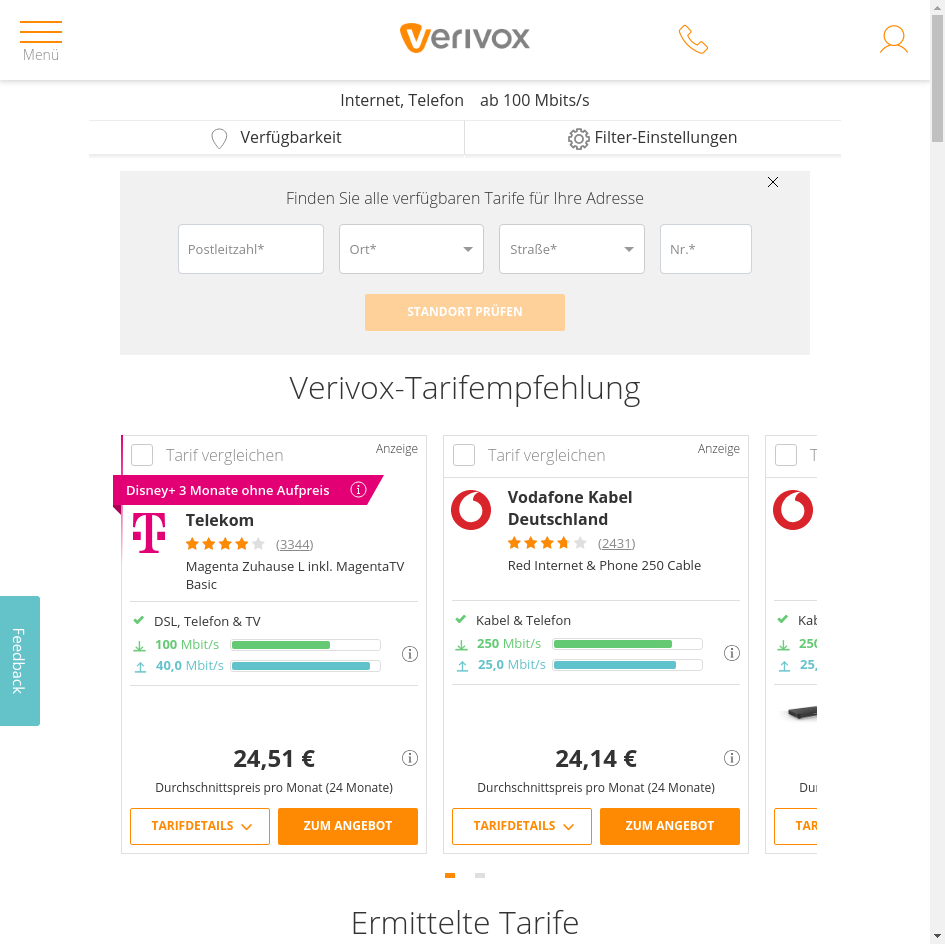 Menü
verivox
Internet, Telefon ab 100 Mbits/s
Verfügbarkeit
Filter-Einstellungen
Finden Sie alle verfügbaren Tarife für Ihre Adresse
Postleitzahl*
Ort*
Straße*
Nr.*
STANDORT PRÜFEN
Verivox-Tarifempfehlung
Tarif vergleichen
Anzeige
Disney+ 3 Monate ohne Aufpreis
Telekom
(3344)
Magenta Zuhause L inkl. MagentaTV
Basic
DSL, Telefon & TV
100 Mbit/s
40,0 Mbit/s
24,51 €
Durchschnittspreis pro Monat (24 Monate)
TARIFDETAILS
ZUM ANGEBOT
Tarif vergleichen
Anzeige
Vodafone Kabel
Deutschland
(2431)
Red Internet & Phone 250 Cable
Kabel & Telefon
250 Mbit/s
25,0 Mbit/s
24,14 €
Durchschnittspreis pro Monat (24 Monate)
TARIFDETAILS
ZUM ANGEBOT
250
25,
Feedback
Ermittelte Tarife